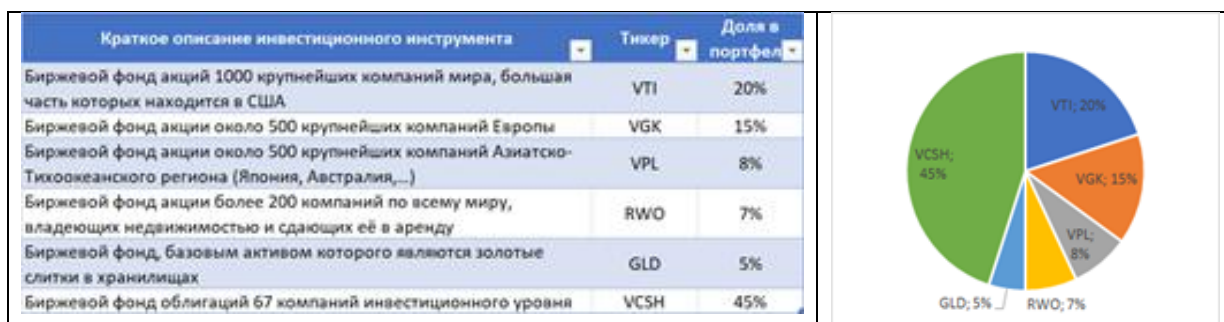 Краткое описание инвестиционного инструмента
Тикер
Доля в
портфел
Биржевой фонд акций 1000 крупнейших компаний мира, большая
часть которых находится в США
VTI
20%
Биржевой фонд акции около 500 крупнейших компаний Европы
VGK
15%
Биржевой фонд акции около 500 крупнейших компаний Азиатско-
Тихоокеанского региона (Япония, Австралия,...)
VPL
8%
Биржевой фонд акции более 200 компаний по всему миру,
владеющих недвижимостью и сдающих её в аренду
RWO
7%
Биржевой фонд, базовым активом которого являются золотые
слитки в хранилищах
GLD
5%
Биржевой фонд облигаций 67 компаний инвестиционного уровня
VCSH
45%
VTI; 20%
VGK; 15%
VPL;
8%
RWO; 7%
GLD; 5%
VCSH;
45%